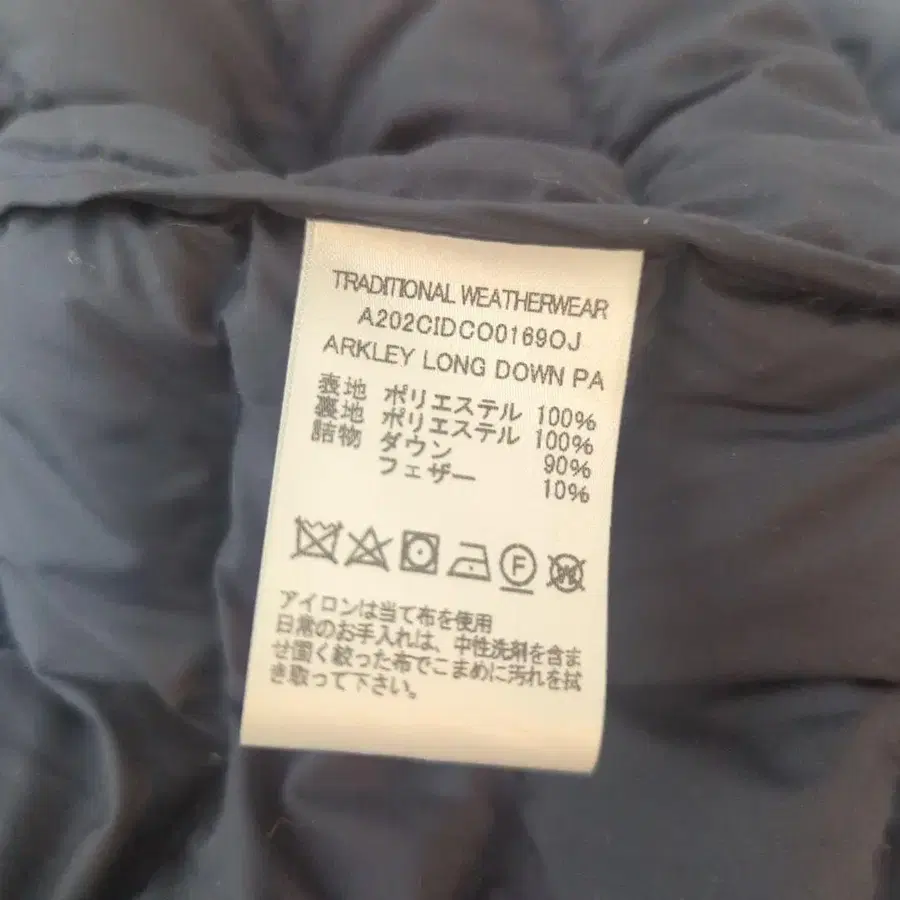 TRADITIONAL WEATHERWEAR
A202CIDCO0169OJ
ARKLEY LONG DOWN PA
表地 ポリエステル 100%
裏地 ポリエステル 100%
詰物 ダウン 90%
フェザー 10%
F
W
アイロンは当て布を使用
日常のお手入れは、中性洗剤を含ま
せ固く絞った布でこまめに汚れを拭
き取って下さい。